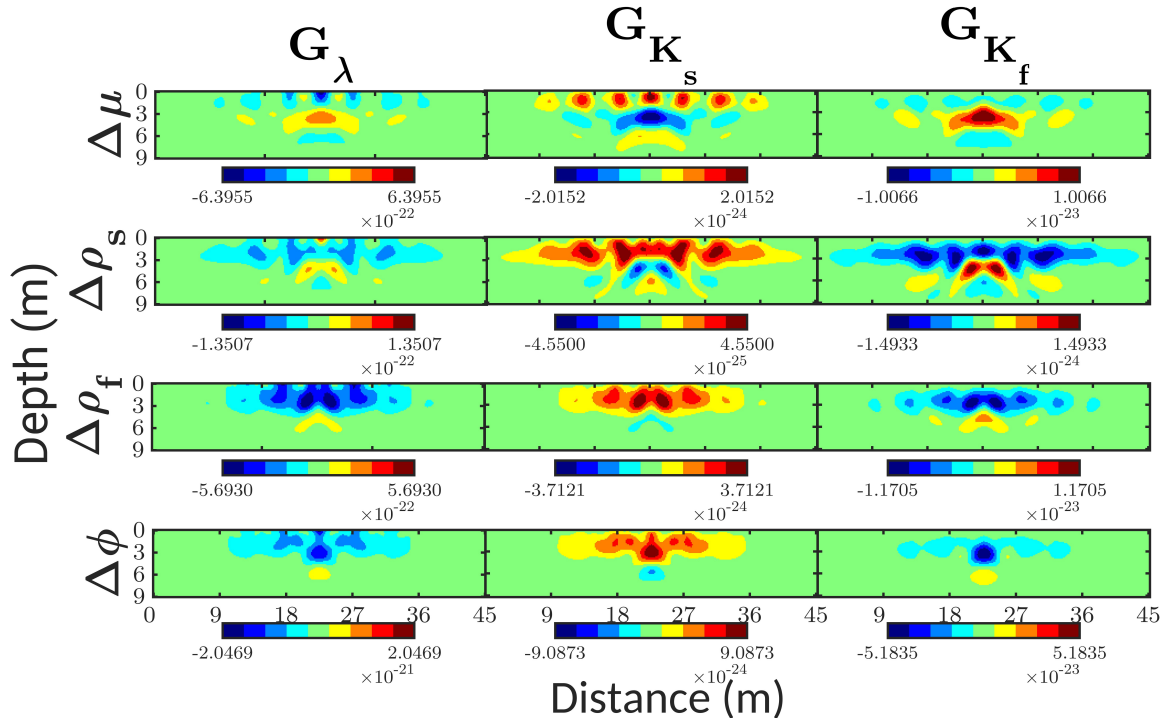 G_λ G_K_s G_K_f
Δμ
0
3
6
9
-6.3955 6.3955 -2.0152 2.0152 -1.0066 1.0066
×10^-22 ×10^-24 ×10^-23
Δρ_s
0
3
6
9
-1.3507 1.3507 -4.5500 4.5500 -1.4933 1.4933
×10^-22 ×10^-25 ×10^-24
Depth (m)
Δρ_f
0
3
6
9
-5.6930 5.6930 -3.7121 3.7121 -1.1705 1.1705
×10^-22 ×10^-24 ×10^-23
Δϕ
0
3
6
9
0 9 18 27 36 45 9 18 27 36 45 9 18 27 36 45
-2.0469 2.0469 -9.0873 9.0873 -5.1835 5.1835
×10^-21 ×10^-24 ×10^-23
Distance (m)